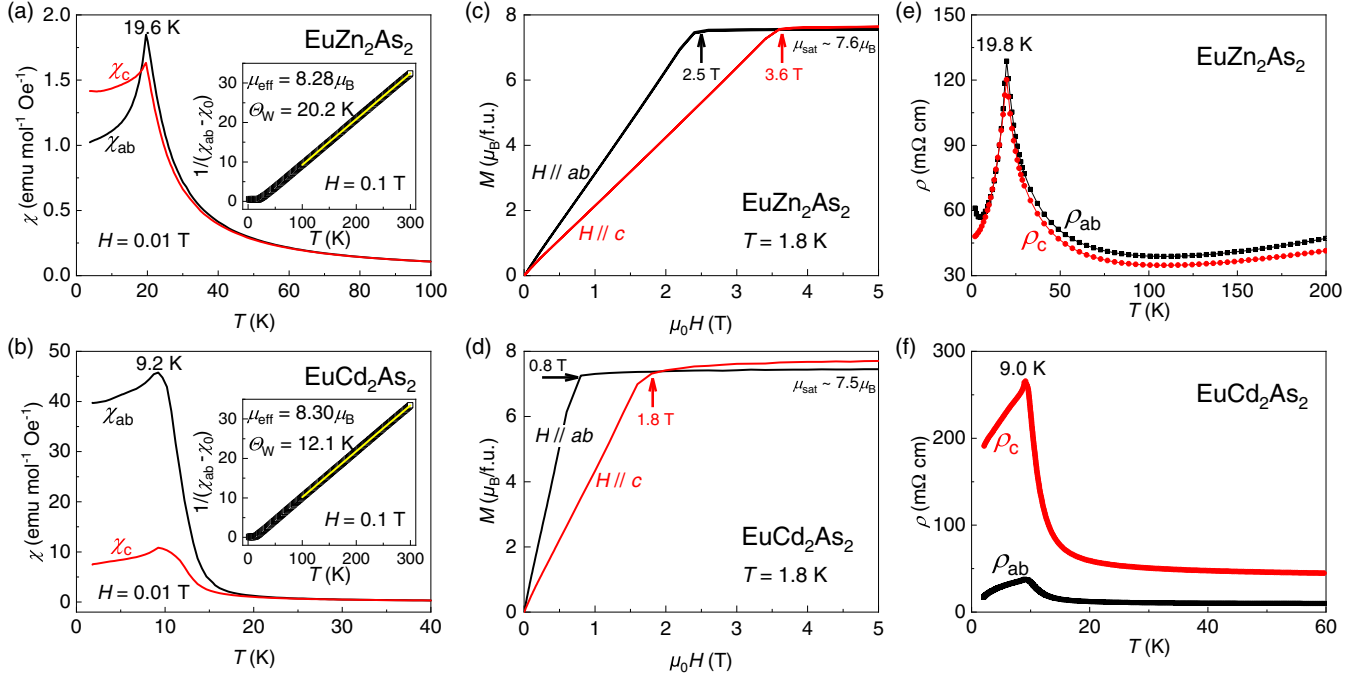 (a)
19.6 K
EuZn₂As₂
χc
χab
H = 0.01 T
μeff = 8.28μB
ΘW = 20.2 K
H = 0.1 T
1/(χab - χ0)
30
20
10
0
0 100 200 300
T (K)
χ (emu mol⁻¹ Oe⁻¹)
2.0
1.5
1.0
0.5
0.0
0 20 40 60 80 100
T (K)
(b)
9.2 K
EuCd₂As₂
χab
χc
H = 0.01 T
μeff = 8.30μB
ΘW = 12.1 K
H = 0.1 T
1/(χab - χ0)
30
20
10
0
0 100 200 300
T (K)
χ (emu mol⁻¹ Oe⁻¹)
50
40
30
20
10
0
0 10 20 30 40
T (K)
(c)
μsat ~ 7.6μB
2.5 T
3.6 T
H // ab
H // c
EuZn₂As₂
T = 1.8 K
M (μB/f.u.)
8
6
4
2
0
0 1 2 3 4 5
μ₀H (T)
(d)
0.8 T
μsat ~ 7.5μB
1.8 T
H // ab
H // c
EuCd₂As₂
T = 1.8 K
M (μB/f.u.)
8
6
4
2
0
0 1 2 3 4 5
μ₀H (T)
(e)
19.8 K
EuZn₂As₂
ρab
ρc
ρ (mΩ cm)
150
120
90
60
30
50 100 150 200
T (K)
(f)
9.0 K
EuCd₂As₂
ρc
ρab
ρ (mΩ cm)
300
200
100
0
0 20 40 60
T (K)